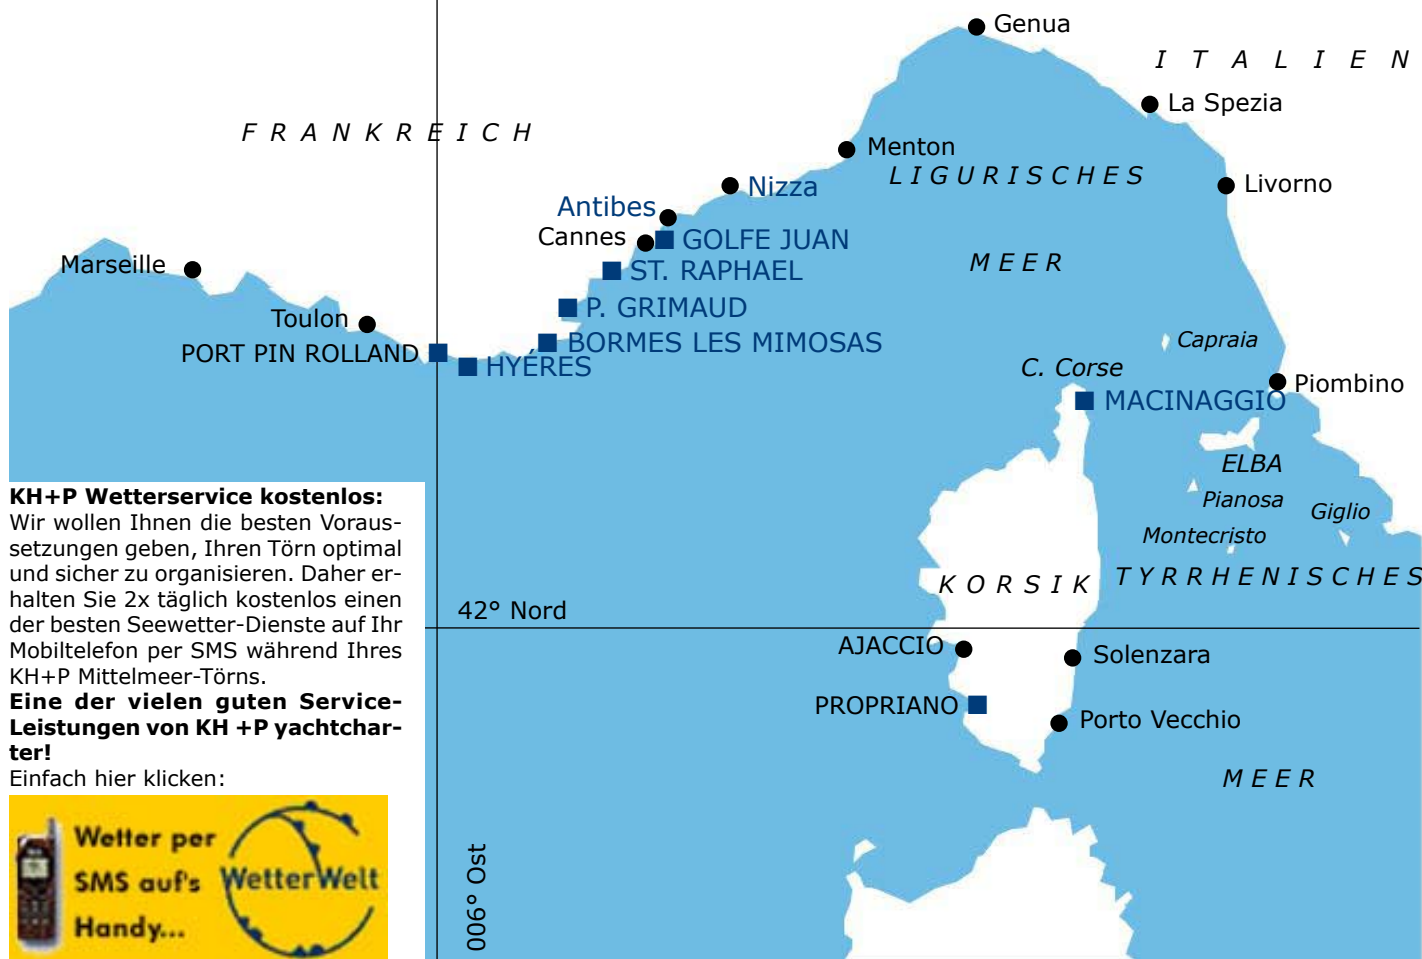 Genua
I T A L I E N
La Spezia
F R A N K R E I C H
Menton
L I G U R I S C H E S
Nizza
Livorno
Antibes
Cannes
GOLFE JUAN
M E E R
Marseille
ST. RAPHAEL
P. GRIMAUD
Toulon
BORMES LES MIMOSAS
Capraia
PORT PIN ROLLAND
HYÉRES
C. Corse
Piombino
MACINAGGIO
ELBA
Pianosa
Giglio
Montecristo
K O R S I K
T Y R R H E N I S C H E S
42° Nord
AJACCIO
Solenzara
PROPRIANO
Porto Vecchio
M E E R
006° Ost
KH+P Wetterservice kostenlos:
Wir wollen Ihnen die besten Voraus-
setzungen geben, Ihren Törn optimal
und sicher zu organisieren. Daher er-
halten Sie 2x täglich kostenlos einen
der besten Seewetter-Dienste auf Ihr
Mobiltelefon per SMS während Ihres
KH+P Mittelmeer-Törns.
Eine der vielen guten Service-
Leistungen von KH +P yachtchar-
ter!
Einfach hier klicken:
Wetter per
SMS auf's
Handy...
WetterWelt